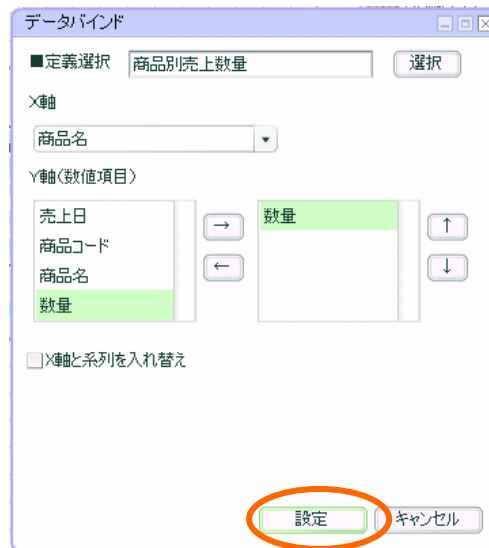 データバインド
■定義選択 商品別売上数量 選択
X軸
商品名
Y軸(数値項目)
売上日 → 数量 ↑
商品コード
商品名 ← ↓
数量
X軸と系列を入れ替え
設定 キャンセル